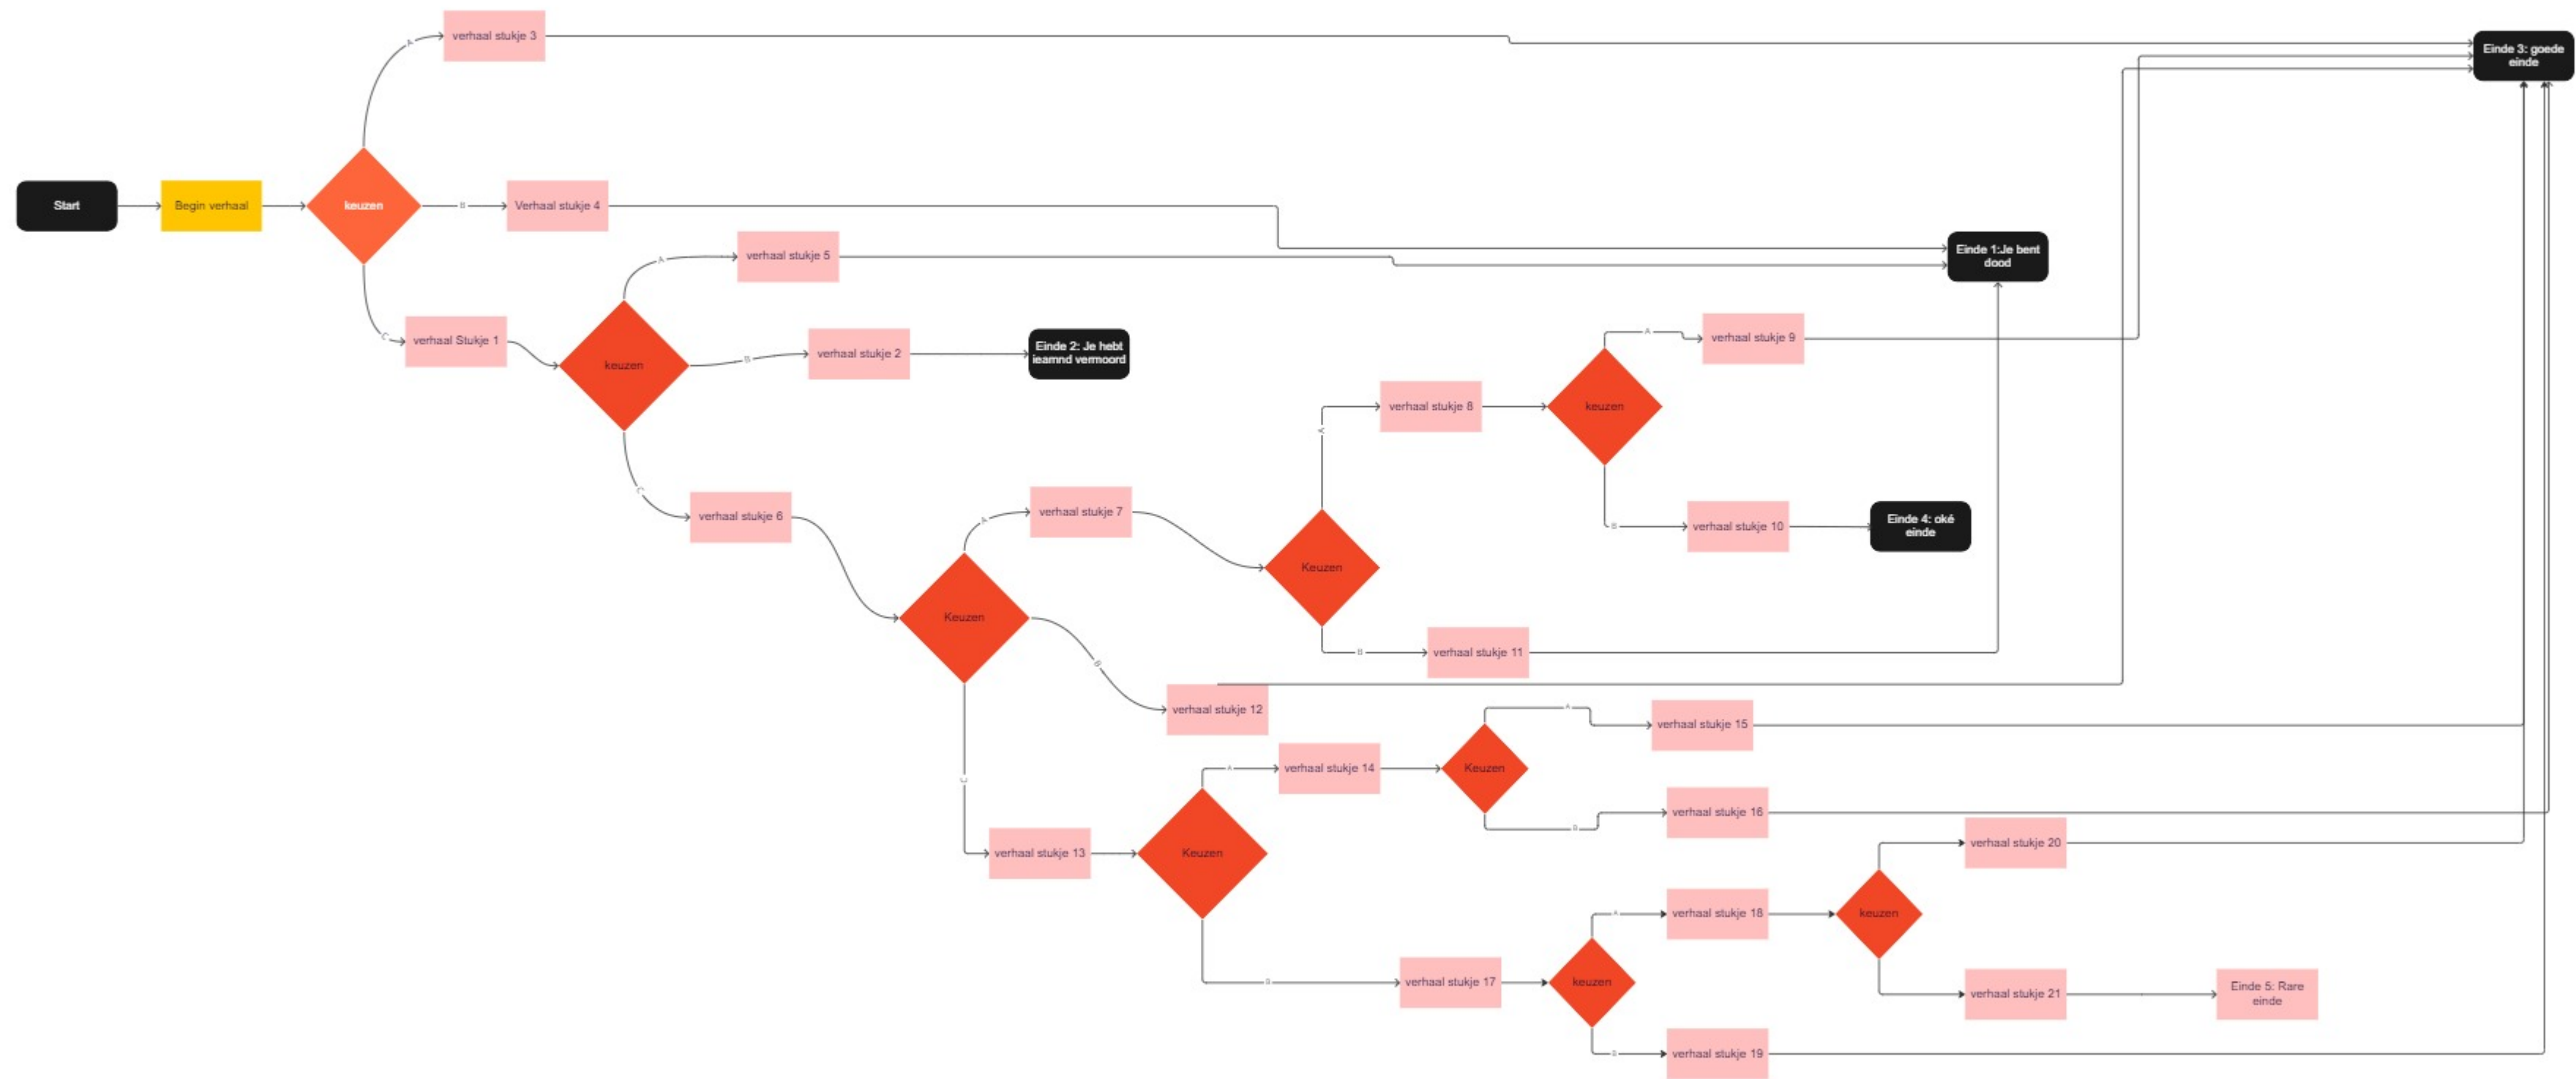 verhaal stukje 3
Einde 3: goede
einde
Start
Begin verhaal
keuzen
Verhaal stukje 4
A
B
C
verhaal stukje 5
Einde 1:Je bent
dood
verhaal Stukje 1
keuzen
A
B
C
verhaal stukje 2
Einde 2: Je hebt
ieamnd vermoord
verhaal stukje 9
verhaal stukje 8
keuzen
A
B
verhaal stukje 6
verhaal stukje 7
verhaal stukje 10
Einde 4: oké
einde
Keuzen
A
B
Keuzen
A
B
C
verhaal stukje 11
verhaal stukje 12
verhaal stukje 15
verhaal stukje 14
Keuzen
A
B
verhaal stukje 16
verhaal stukje 13
Keuzen
A
B
verhaal stukje 20
verhaal stukje 18
keuzen
verhaal stukje 17
keuzen
A
B
verhaal stukje 21
Einde 5: Rare
einde
verhaal stukje 19